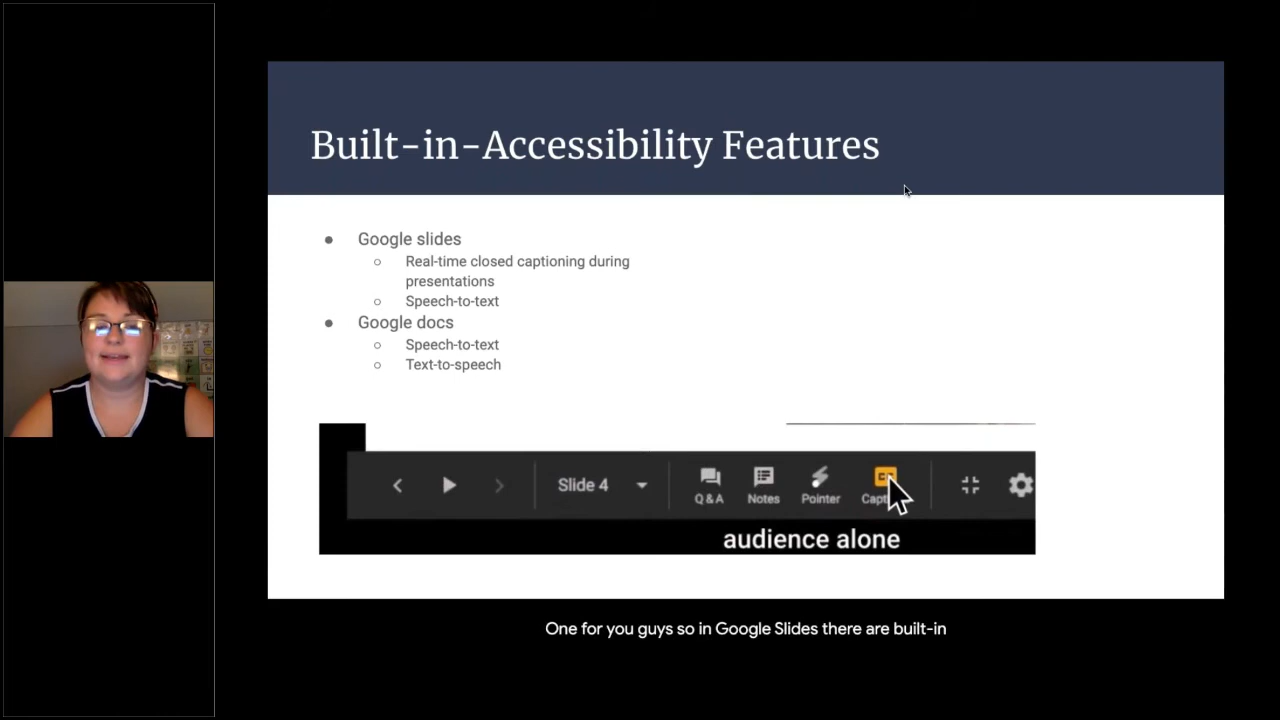 Built-in-Accessibility Features
● Google slides
○ Real-time closed captioning during
presentations
○ Speech-to-text
● Google docs
○ Speech-to-text
○ Text-to-speech
Slide 4
Q & A
Notes
Pointer
audience alone
One for you guys so in Google Slides there are built-in